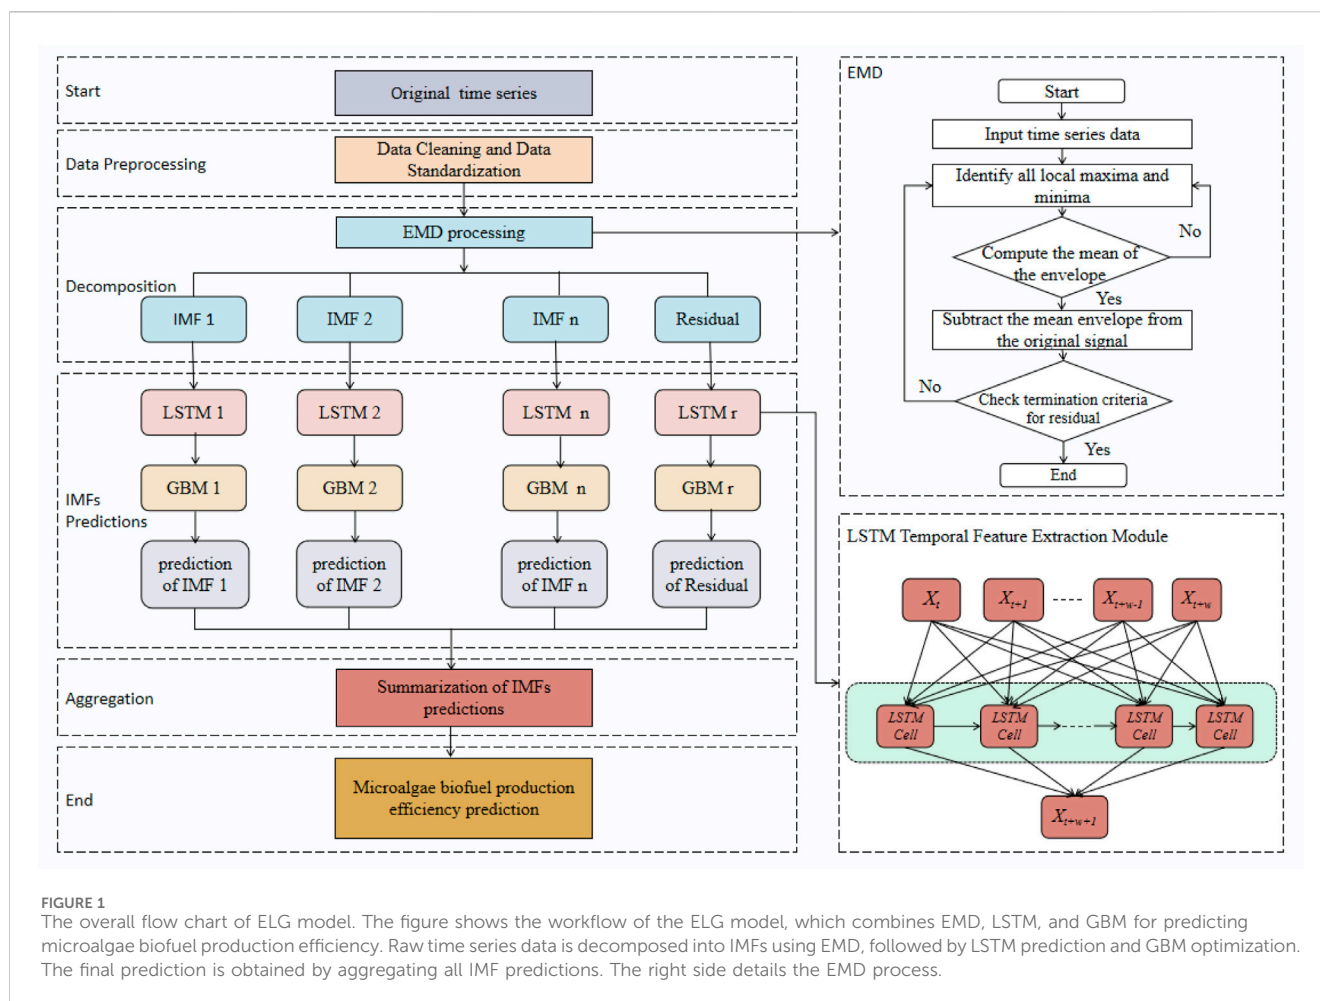 Start
Original time series
Data Preprocessing
Data Cleaning and Data
Standardization
Decomposition
EMD processing
IMF 1
IMF 2
IMF n
Residual
IMFs
Predictions
LSTM 1
LSTM 2
LSTM n
LSTM r
GBM 1
GBM 2
GBM n
GBM r
prediction
of IMF 1
prediction
of IMF 2
prediction
of IMF n
prediction
of Residual
Aggregation
Summarization of IMFs
predictions
End
Microalgae biofuel production
efficiency prediction
EMD
Start
Input time series data
Identify all local maxima and
minima
No
Compute the mean of
the envelope
Yes
Subtract the mean envelope from
the original signal
No
Check termination criteria
for residual
Yes
End
LSTM Temporal Feature Extraction Module
Xt
Xt+1
Xt+w-1
Xt+w
LSTM
Cell
LSTM
Cell
LSTM
Cell
LSTM
Cell
Xt+w+1
FIGURE 1
The overall flow chart of ELG model. The figure shows the workflow of the ELG model, which combines EMD, LSTM, and GBM for predicting
microalgae biofuel production efficiency. Raw time series data is decomposed into IMFs using EMD, followed by LSTM prediction and GBM optimization.
The final prediction is obtained by aggregating all IMF predictions. The right side details the EMD process.